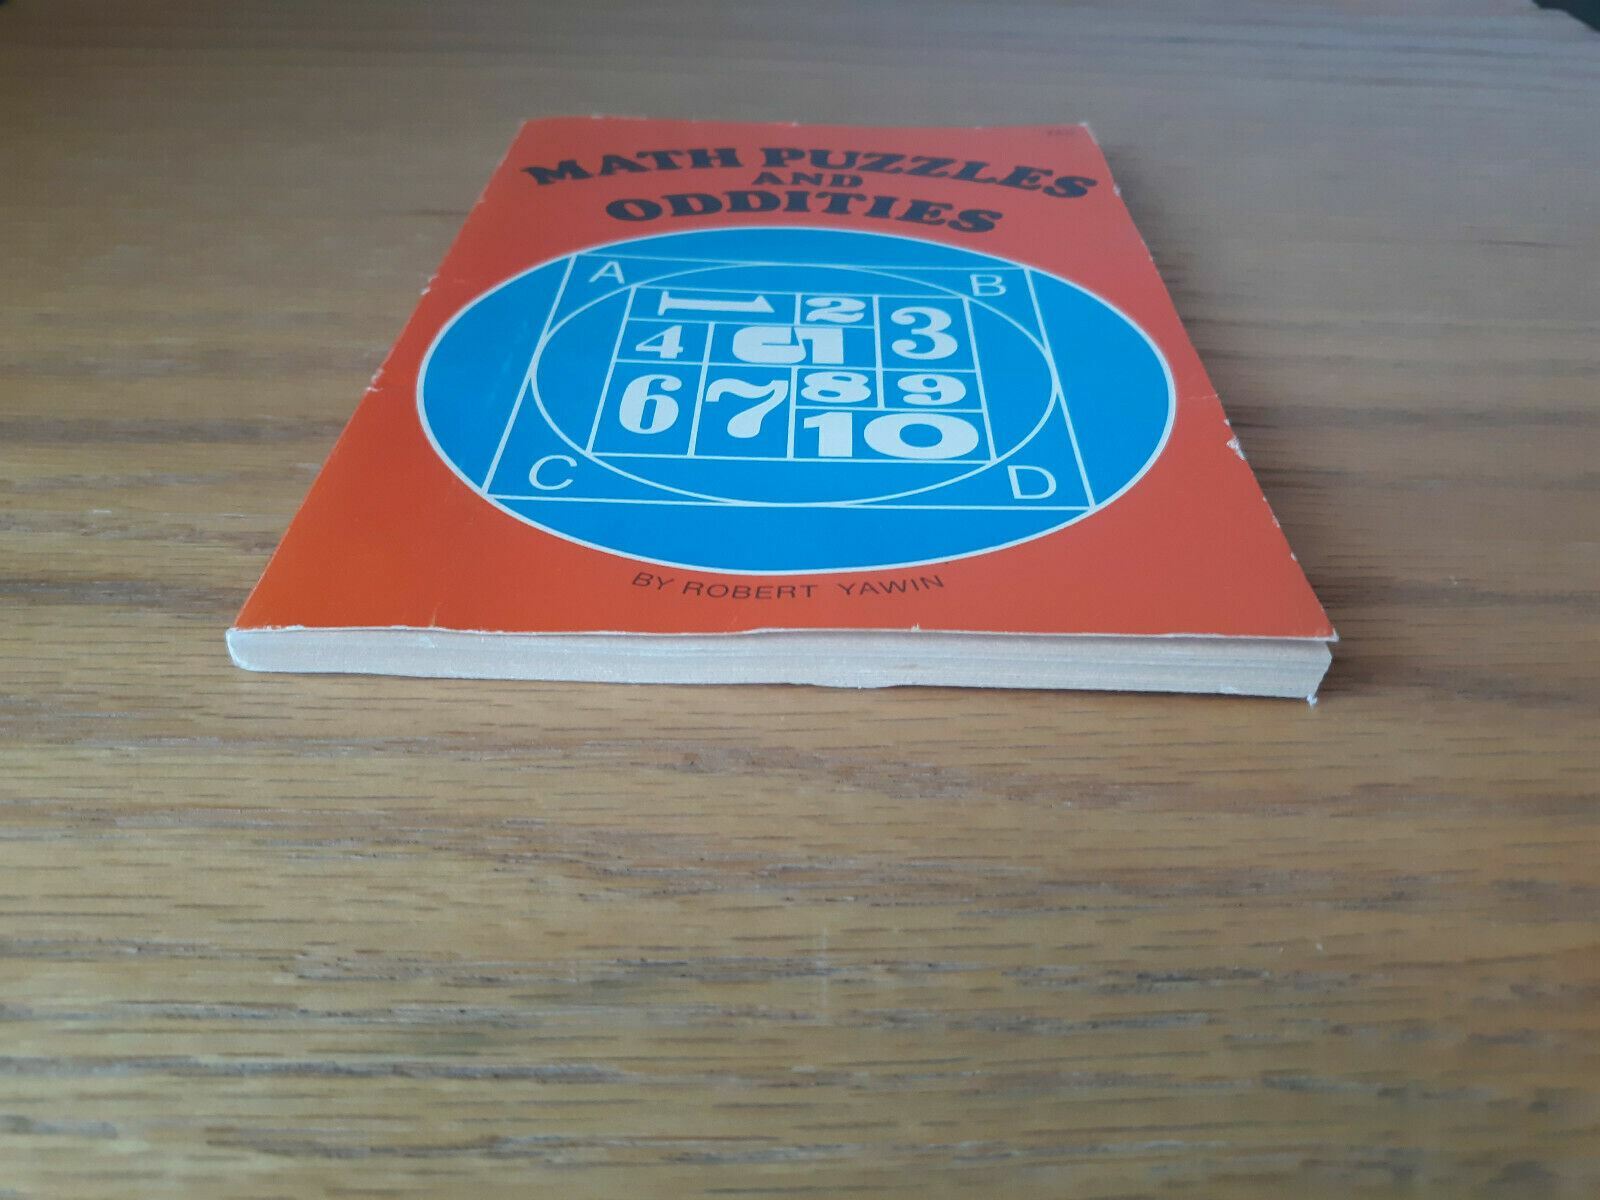 MATH PUZZLES
AND
ODDITIES
A B
1 2 3
4 5
6 7 8 9
10
C D
BY ROBERT YAWIN